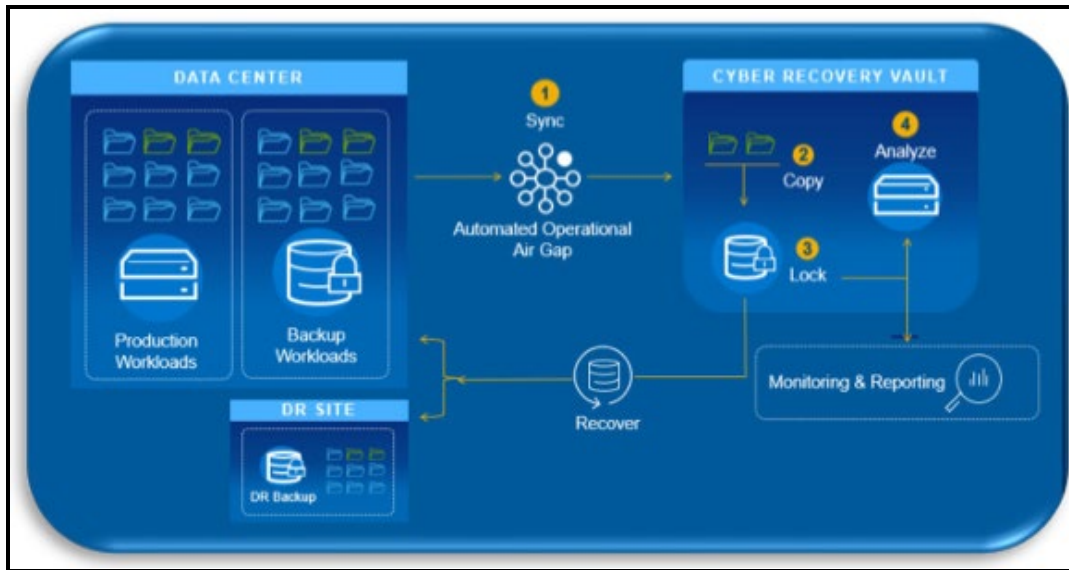 DATA CENTER
Production
Workloads
Backup
Workloads
1
Sync
Automated Operational
Air Gap
CYBER RECOVERY VAULT
2
Copy
3
Lock
4
Analyze
Monitoring & Reporting
Recover
DR SITE
DR Backup